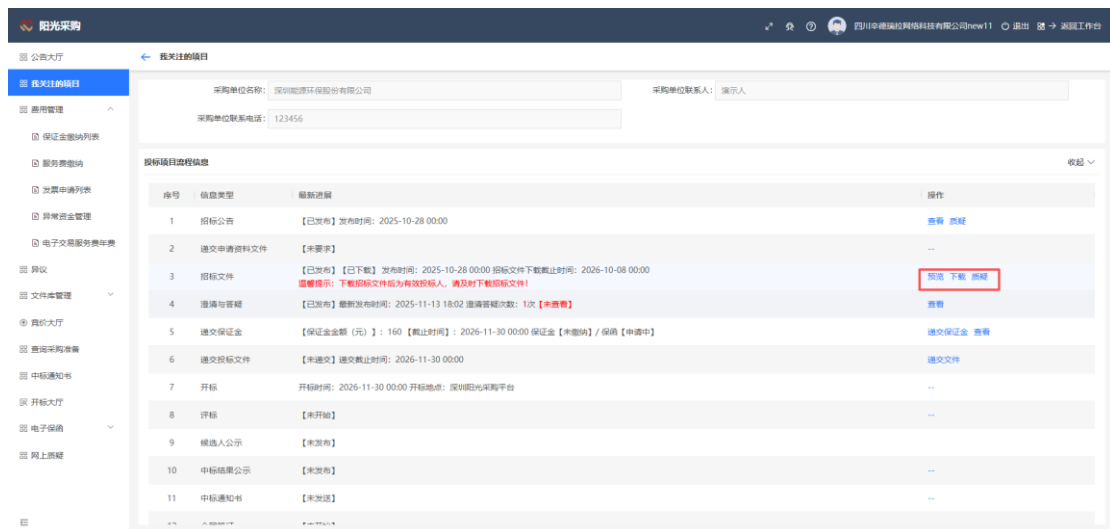 阳光采购
四川幸德瑞拉网络科技有限公司new11 退出 返回工作台
公告大厅
我关注的项目
费用管理
保证金缴纳列表
服务费缴纳
发票申请列表
异常资金管理
电子交易服务费年费
异议
文件库管理
竞价大厅
查询采购准备
中标通知书
开标大厅
电子保函
网上质疑
← 我关注的项目
采购单位名称： 深圳能源环保股份有限公司 采购单位联系人： 演示人
采购单位联系电话： 123456
投标项目流程信息 收起
序号 信息类型 最新进展 操作
1 招标公告 【已发布】发布时间：2025-10-28 00:00 查看 质疑
2 递交申请资料文件 【未要求】 --
3 招标文件 【已发布】【已下载】 发布时间：2025-10-28 00:00 招标文件下载截止时间：2026-10-08 00:00 预览 下载 质疑
温馨提示：下载招标文件后为有效投标人，请及时下载招标文件！
4 澄清与答疑 【已发布】最新发布时间：2025-11-13 18:02 澄清答疑次数：1次【未查看】 查看
5 递交保证金 【保证金金额（元）】：160 【截止时间】：2026-11-30 00:00 保证金【未缴纳】/ 保函【申请中】 递交保证金 查看
6 递交投标文件 【未递交】递交截止时间：2026-11-30 00:00 递交文件
7 开标 开标时间：2026-11-30 00:00 开标地点：深圳阳光采购平台 --
8 评标 【未开始】 --
9 候选人公示 【未发布】
10 中标结果公示 【未发布】 --
11 中标通知书 【未发送】 --